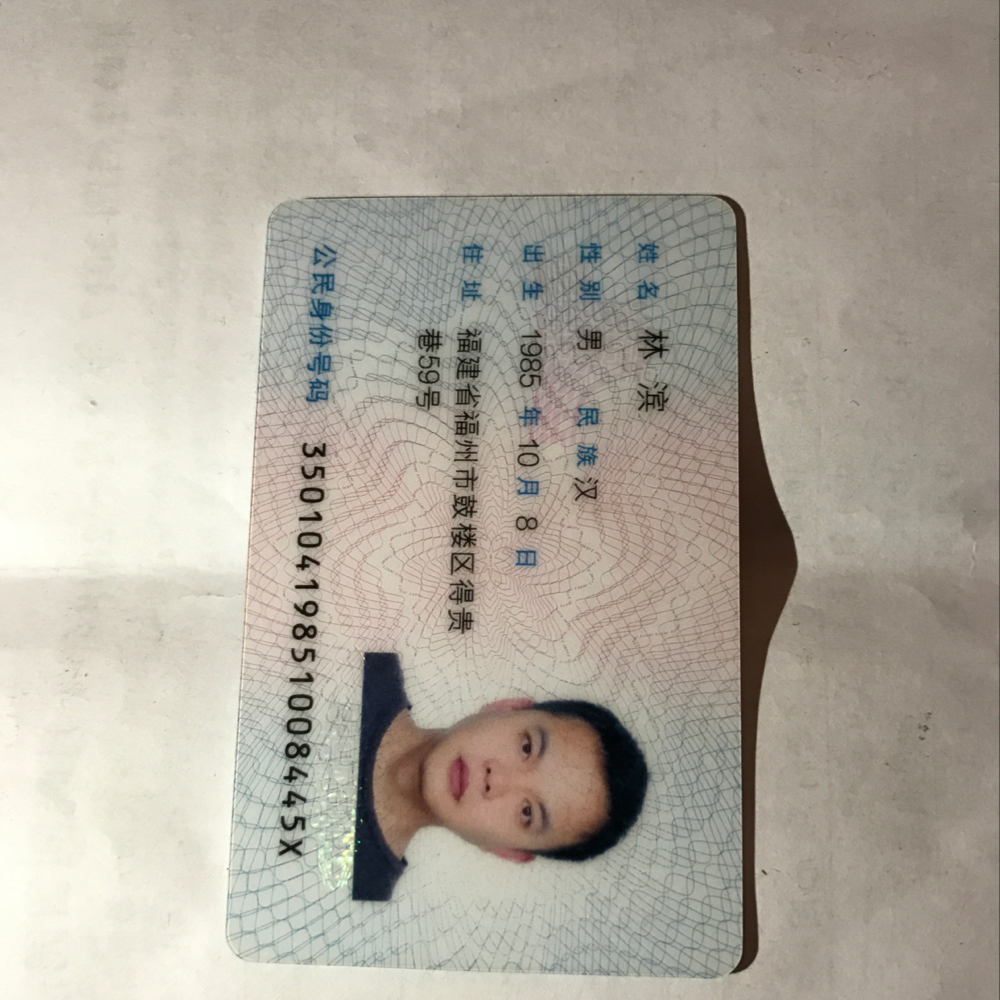 姓名 林滨
性别 男 民族 汉
出生 1985 年 10 月 8 日
住址 福建省福州市鼓楼区得贵
巷59号
公民身份号码 35010419851008445X